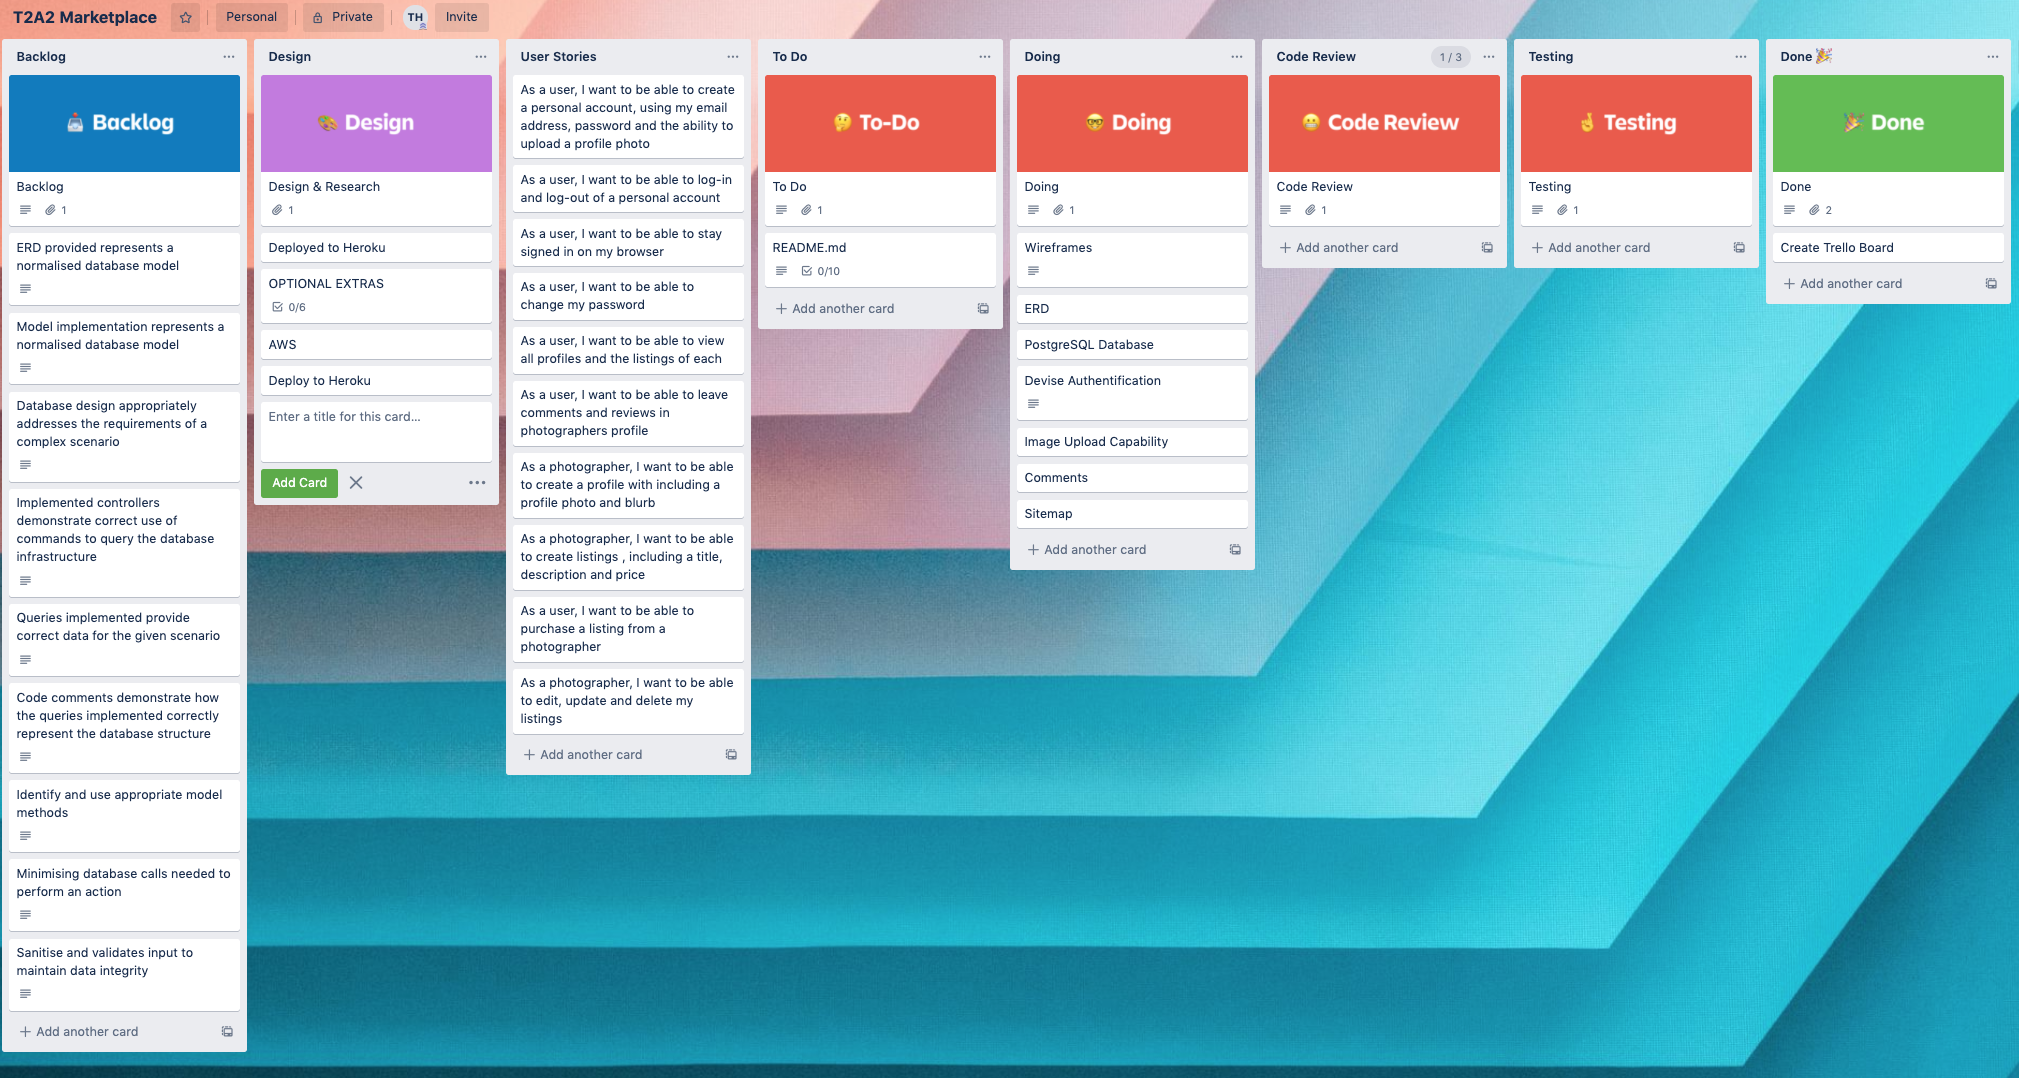 T2A2 Marketplace
Personal
Private
TH
Invite
Backlog
Backlog
Backlog
1
ERD provided represents a
normalised database model
Model implementation represents a
normalised database model
Database design appropriately
addresses the requirements of a
complex scenario
Implemented controllers
demonstrate correct use of
commands to query the database
infrastructure
Queries implemented provide
correct data for the given scenario
Code comments demonstrate how
the queries implemented correctly
represent the database structure
Identify and use appropriate model
methods
Minimising database calls needed to
perform an action
Sanitise and validates input to
maintain data integrity
Add another card
Design
Design
Design & Research
1
Deployed to Heroku
OPTIONAL EXTRAS
0/6
AWS
Deploy to Heroku
Enter a title for this card...
Add Card
User Stories
As a user, I want to be able to create
a personal account, using my email
address, password and the ability to
upload a profile photo
As a user, I want to be able to log-in
and log-out of a personal account
As a user, I want to be able to stay
signed in on my browser
As a user, I want to be able to
change my password
As a user, I want to be able to view
all profiles and the listings of each
As a user, I want to be able to leave
comments and reviews in
photographers profile
As a photographer, I want to be able
to create a profile with including a
profile photo and blurb
As a photographer, I want to be able
to create listings , including a title,
description and price
As a user, I want to be able to
purchase a listing from a
photographer
As a photographer, I want to be able
to edit, update and delete my
listings
Add another card
To Do
To-Do
To Do
1
README.md
0/10
Add another card
Doing
Doing
Doing
1
Wireframes
ERD
PostgreSQL Database
Devise Authentification
Image Upload Capability
Comments
Sitemap
Add another card
Code Review
1 / 3
Code Review
Code Review
1
Add another card
Testing
Testing
Testing
1
Add another card
Done 🎉
Done
Done
2
Create Trello Board
Add another card